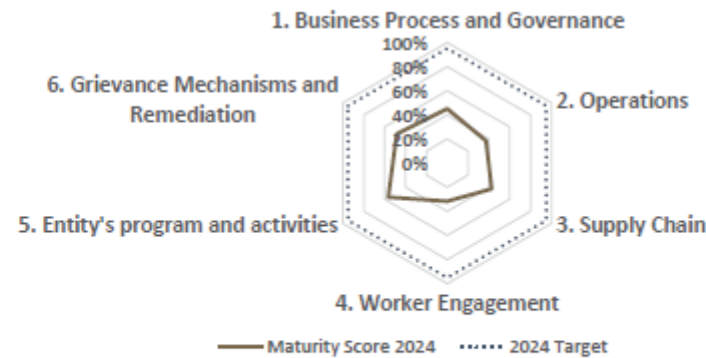 1. Business Process and Governance
100%
80%
60%
40%
20%
0%
2. Operations
3. Supply Chain
4. Worker Engagement
5. Entity's program and activities
6. Grievance Mechanisms and
Remediation
Maturity Score 2024
2024 Target